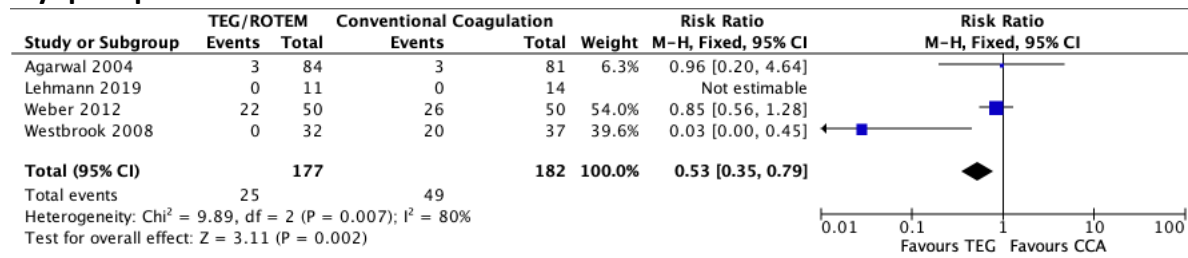 TEG/ROTEM Conventional Coagulation Risk Ratio Risk Ratio
Study or Subgroup Events Total Events Total Weight M-H, Fixed, 95% CI M-H, Fixed, 95% CI
Agarwal 2004 3 84 3 81 6.3% 0.96 [0.20, 4.64]
Lehmann 2019 0 11 0 14 Not estimable
Weber 2012 22 50 26 50 54.0% 0.85 [0.56, 1.28]
Westbrook 2008 0 32 20 37 39.6% 0.03 [0.00, 0.45]
Total (95% CI) 177 182 100.0% 0.53 [0.35, 0.79]
Total events 25 49
Heterogeneity: Chi² = 9.89, df = 2 (P = 0.007); I² = 80%
Test for overall effect: Z = 3.11 (P = 0.002)
0.01 0.1 1 10 100
Favours TEG Favours CCA